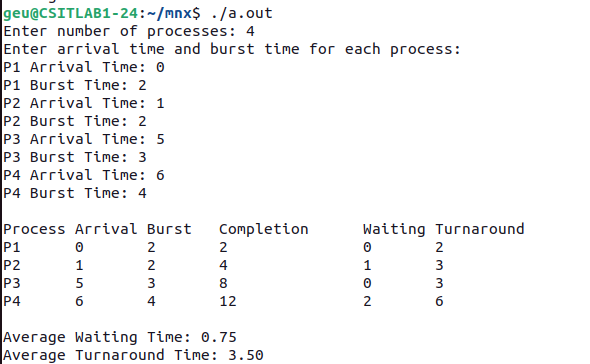 geu@CSITLAB1-24:~/mnx$ ./a.out
Enter number of processes: 4
Enter arrival time and burst time for each process:
P1 Arrival Time: 0
P1 Burst Time: 2
P2 Arrival Time: 1
P2 Burst Time: 2
P3 Arrival Time: 5
P3 Burst Time: 3
P4 Arrival Time: 6
P4 Burst Time: 4
Process Arrival Burst Completion Waiting Turnaround
P1 0 2 2 0 2
P2 1 2 4 1 3
P3 5 3 8 0 3
P4 6 4 12 2 6
Average Waiting Time: 0.75
Average Turnaround Time: 3.50